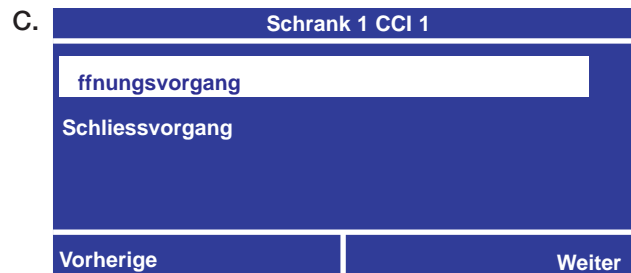 C.
Schrank 1 CCI 1
ffnungsvorgang
Schliessvorgang
Vorherige
Weiter